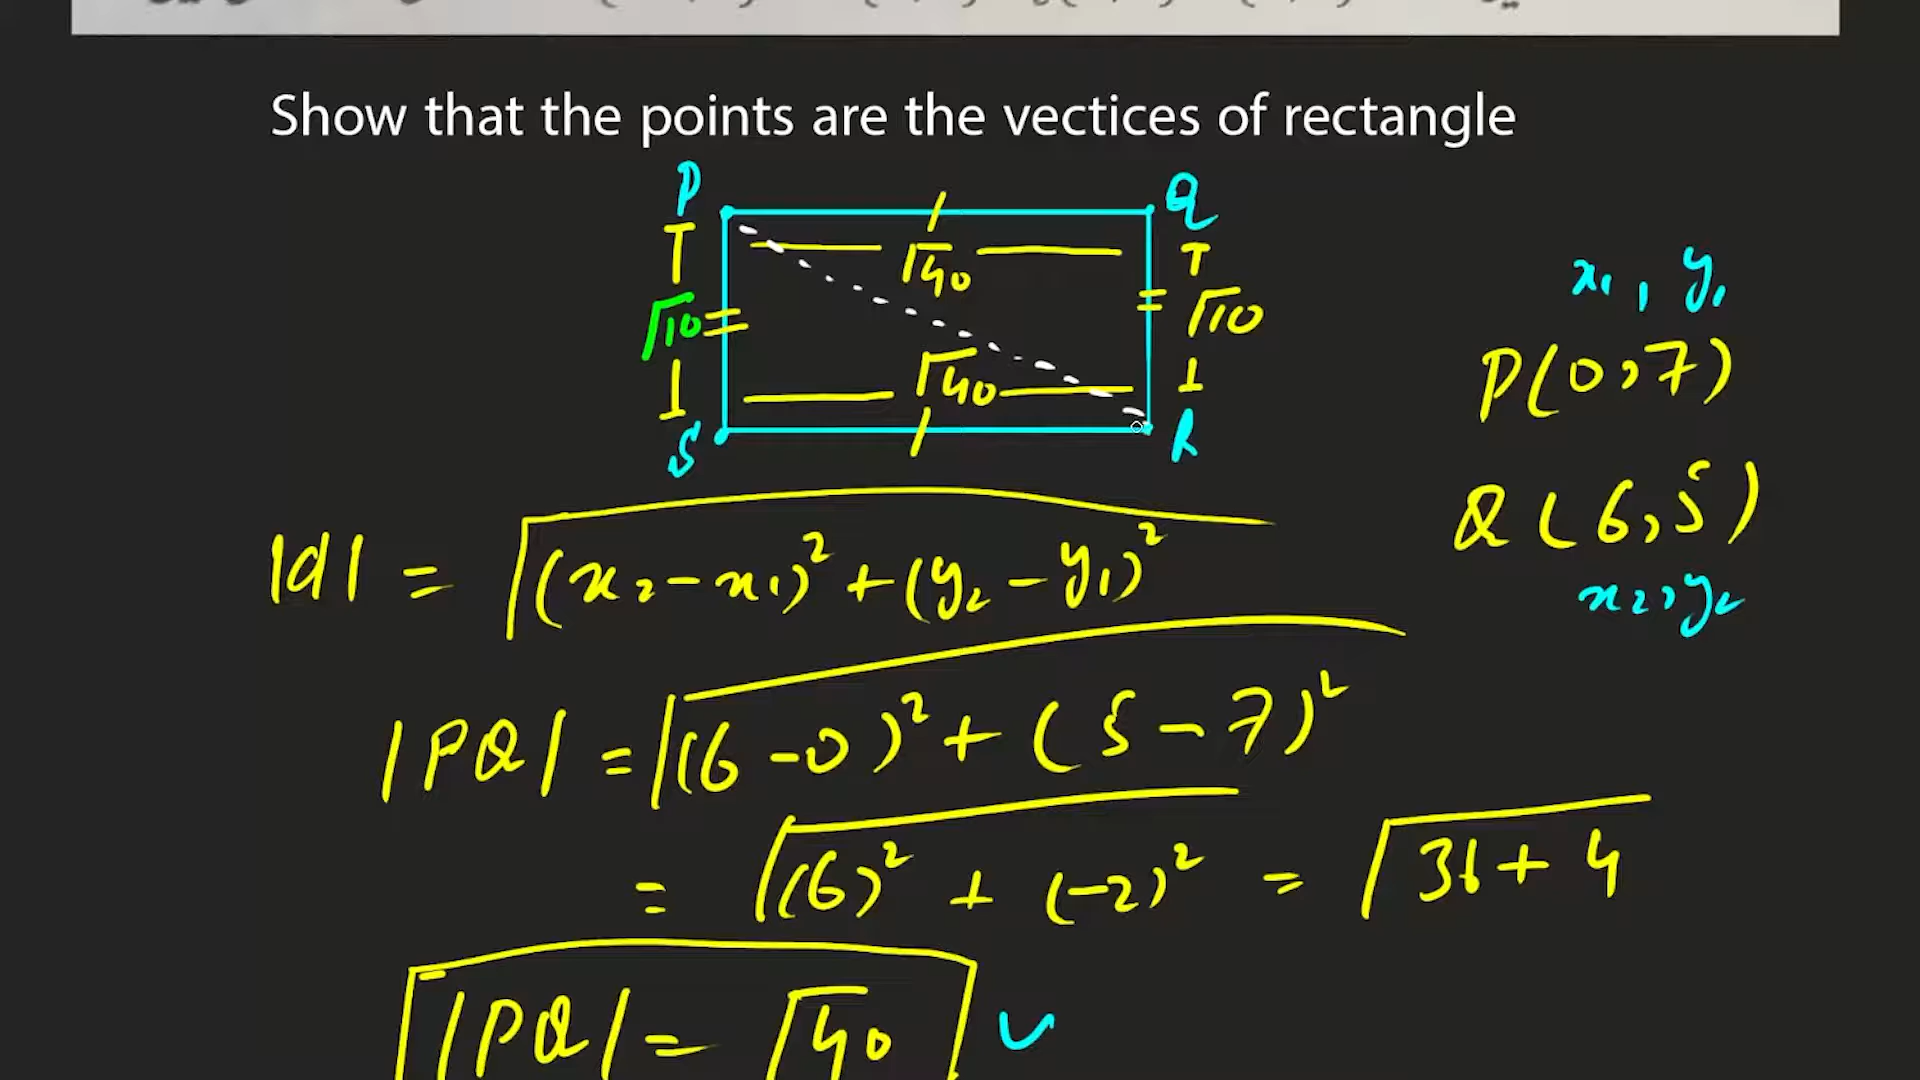 Show that the points are the vectices of rectangle
P Q
√40
√10 √10
√40
S R
x₁, y₁
P(0,7)
Q(6,5)
x₂,y₂
|d| = √(x₂-x₁)²+(y₂-y₁)²
|PQ| = √(6-0)²+(5-7)²
= √(6)²+(-2)² = √36+4
|PQ| = √40